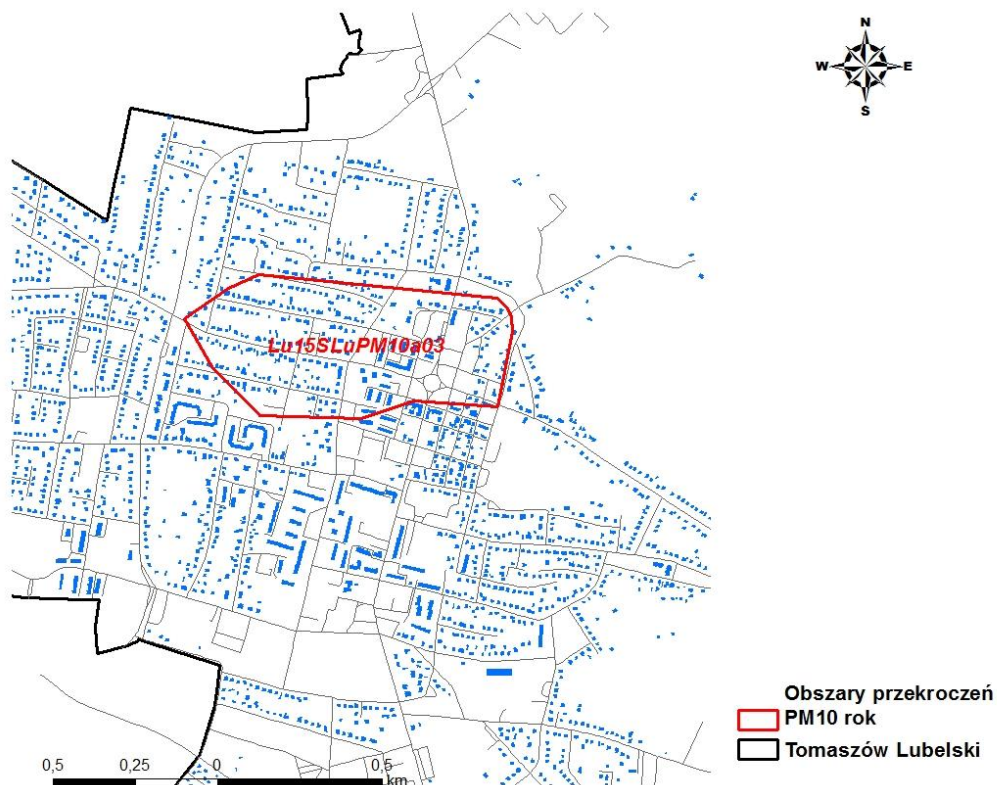 N
W E
S
Lu15SLuPM10a03
Obszary przekroczeń
PM10 rok
Tomaszów Lubelski
0,5 0,25 0 0,5
km